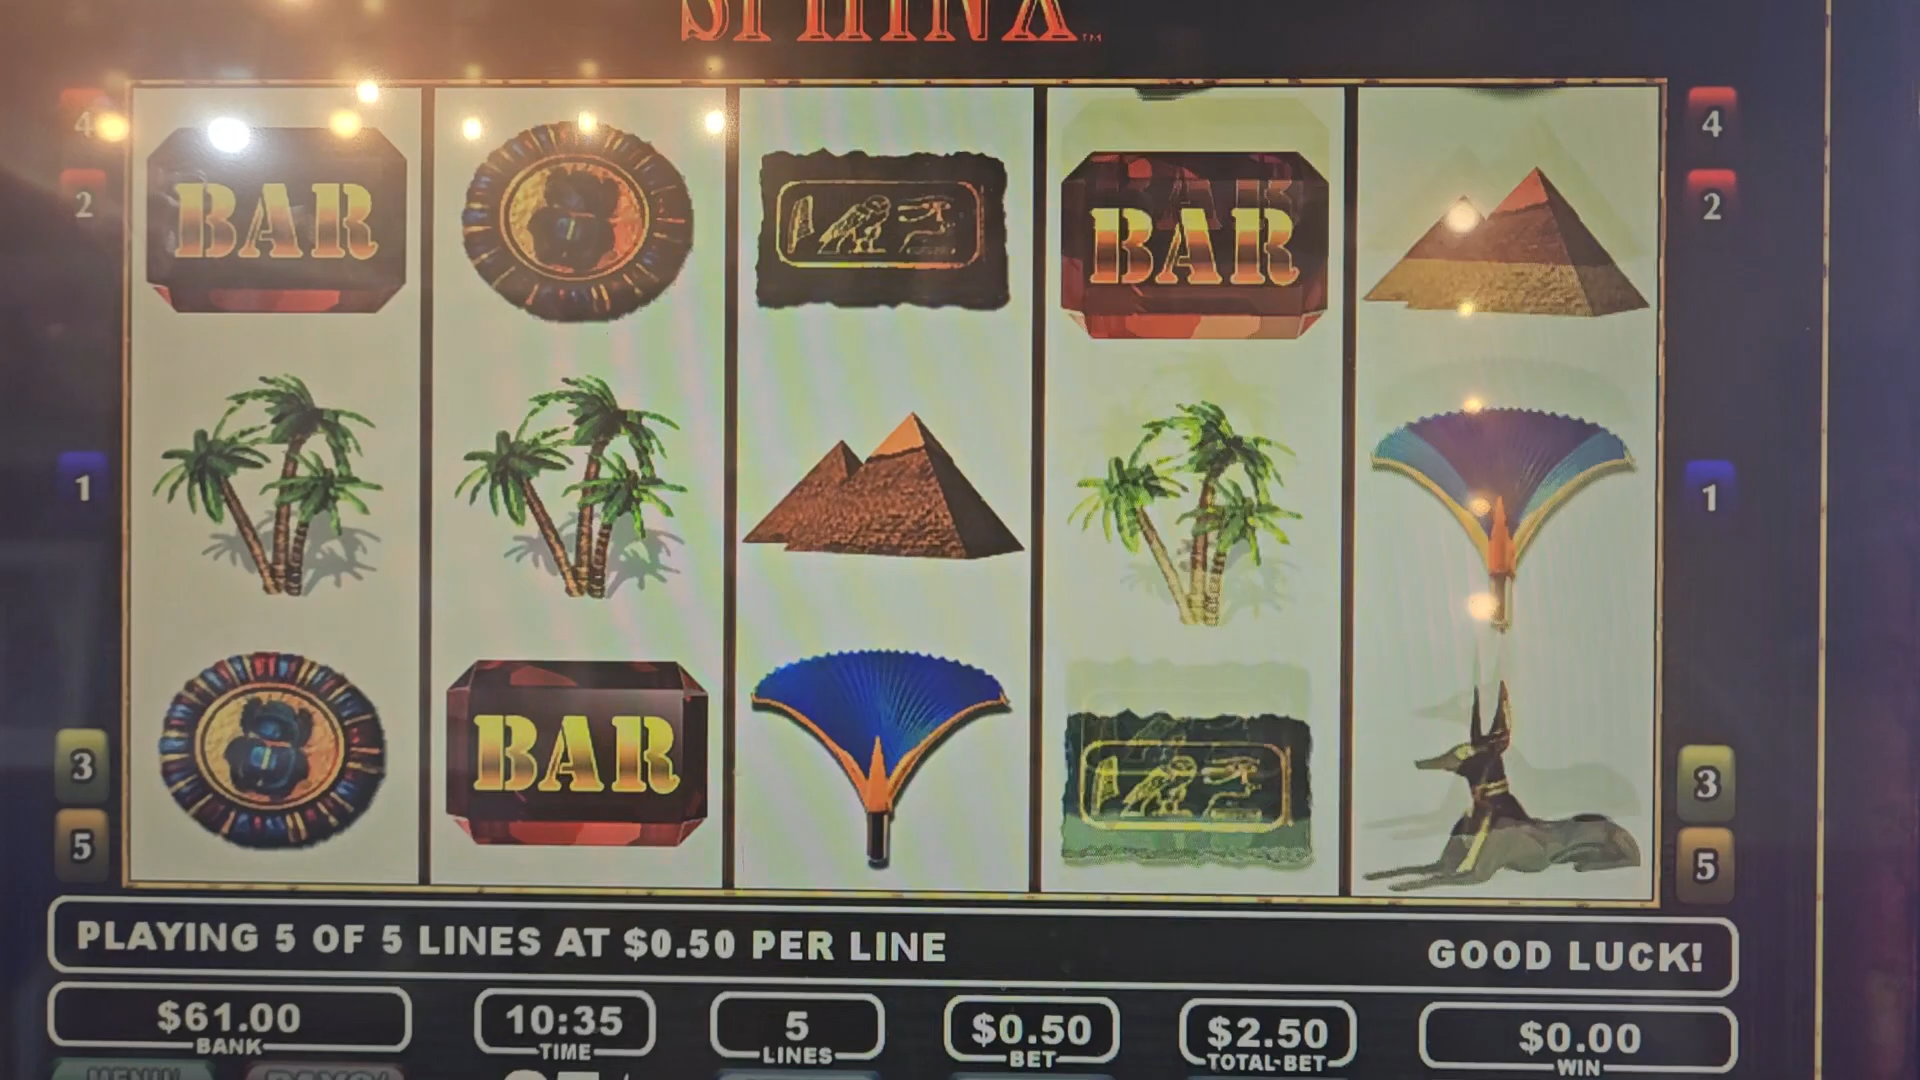 SPHINX™
4 4
2 2
BAR BAR
1 1
BAR
3 3
5 5
PLAYING 5 OF 5 LINES AT $0.50 PER LINE GOOD LUCK!
$61.00 10:35 5 $0.50 $2.50 $0.00
BANK TIME LINES BET TOTAL-BET WIN
MENU